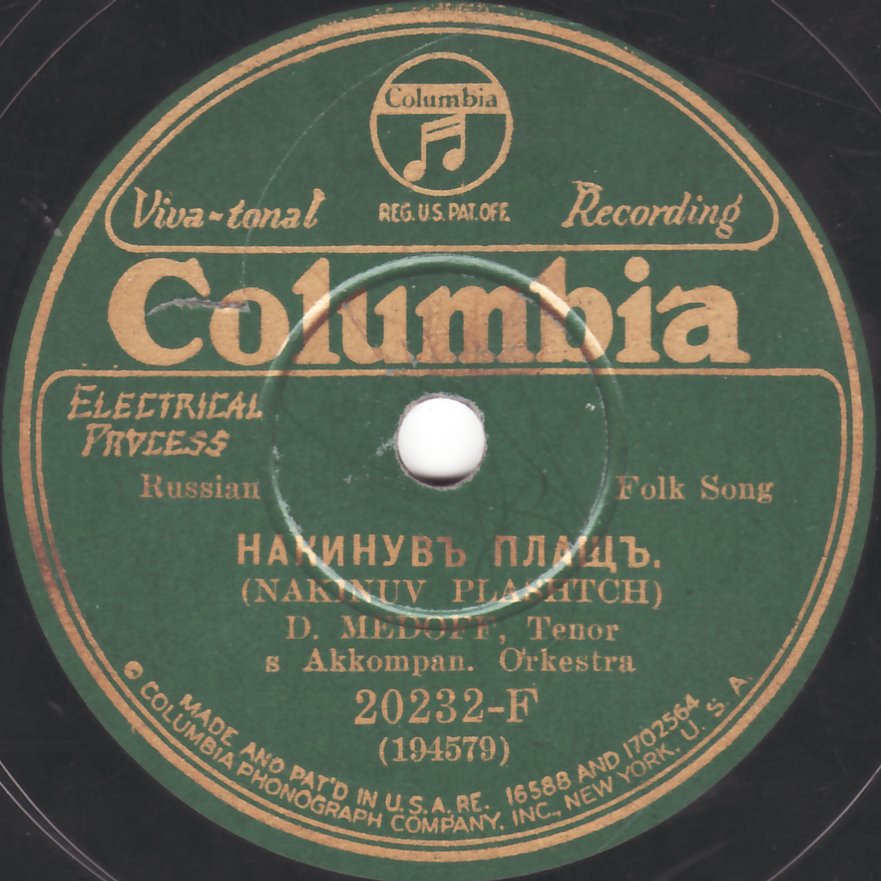 Columbia
Viva-tonal
REG. U.S. PAT. OFF.
Recording
Columbia
ELECTRICAL
PROCESS
Russian Folk Song
НАКИНУВЪ ПЛАЩЪ.
(NAKINUV PLASHTCH)
D. MEDOFF, Tenor
s Akkompan. Orkestra
20232-F
(194579)
MADE AND PAT'D IN U.S.A. RE. 16588 AND 1702564
COLUMBIA PHONOGRAPH COMPANY, INC., NEW YORK, U. S. A.